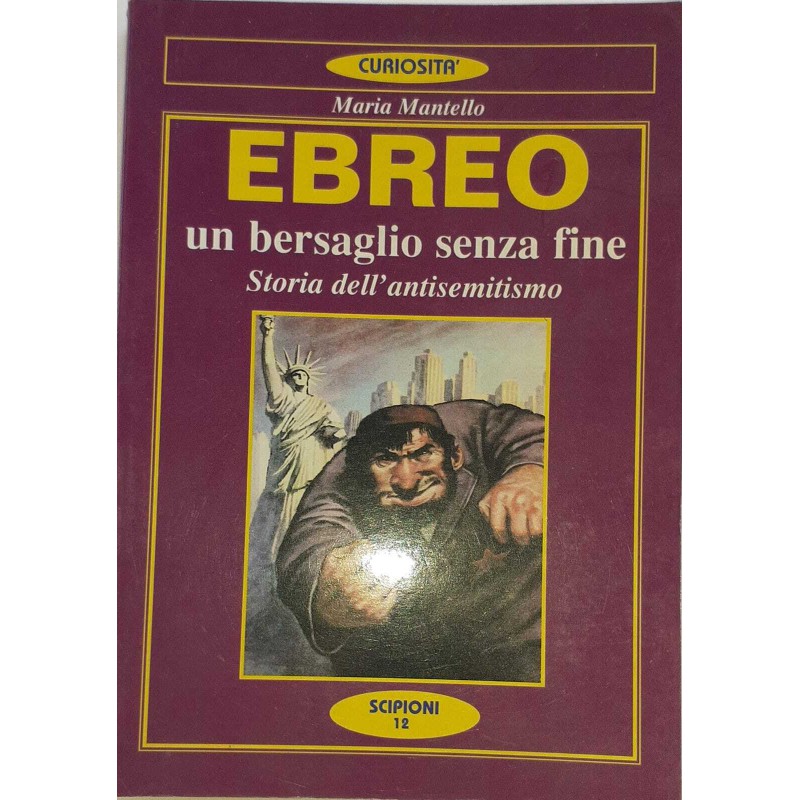 CURIOSITA'
Maria Mantello
EBREO
un bersaglio senza fine
Storia dell'antisemitismo
SCIPIONI
12